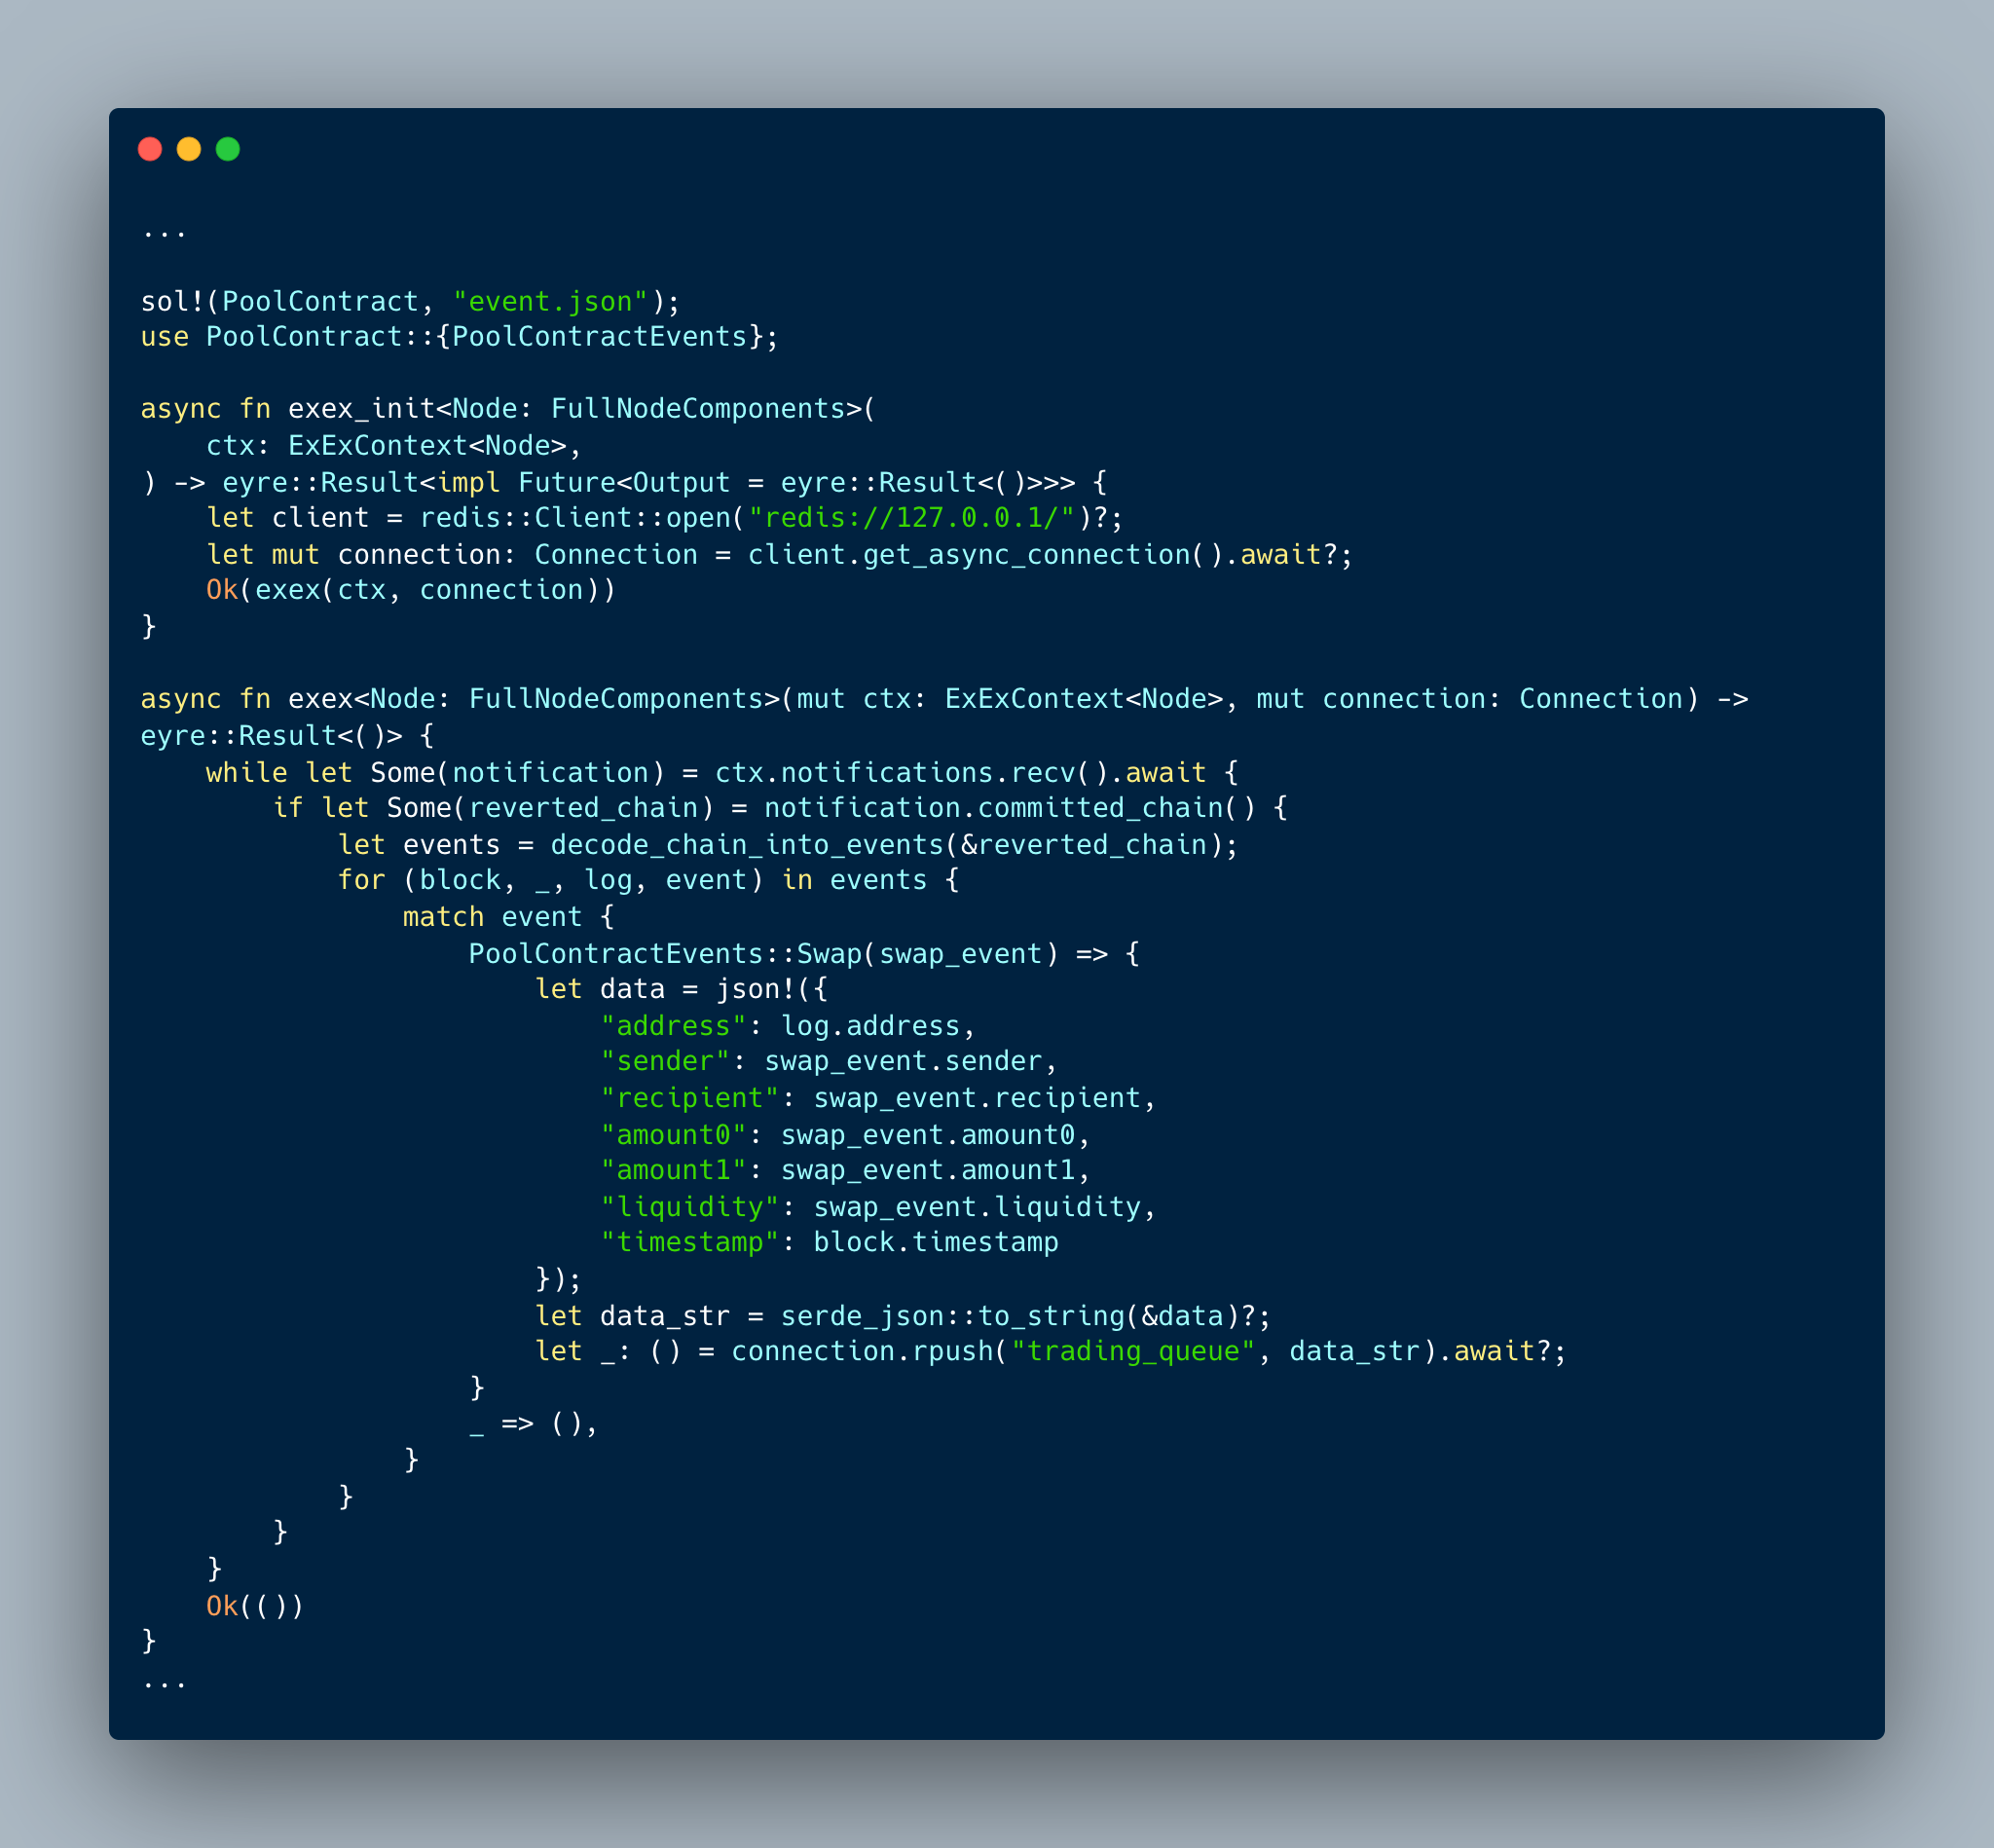 ...

sol!(PoolContract, "event.json");
use PoolContract::{PoolContractEvents};

async fn exex_init<Node: FullNodeComponents>(
    ctx: ExExContext<Node>,
) -> eyre::Result<impl Future<Output = eyre::Result<()>>> {
    let client = redis::Client::open("redis://127.0.0.1/")?;
    let mut connection: Connection = client.get_async_connection().await?;
    Ok(exex(ctx, connection))
}

async fn exex<Node: FullNodeComponents>(mut ctx: ExExContext<Node>, mut connection: Connection) ->
eyre::Result<()> {
    while let Some(notification) = ctx.notifications.recv().await {
        if let Some(reverted_chain) = notification.committed_chain() {
            let events = decode_chain_into_events(&reverted_chain);
            for (block, _, log, event) in events {
                match event {
                    PoolContractEvents::Swap(swap_event) => {
                        let data = json!({
                            "address": log.address,
                            "sender": swap_event.sender,
                            "recipient": swap_event.recipient,
                            "amount0": swap_event.amount0,
                            "amount1": swap_event.amount1,
                            "liquidity": swap_event.liquidity,
                            "timestamp": block.timestamp
                        });
                        let data_str = serde_json::to_string(&data)?;
                        let _: () = connection.rpush("trading_queue", data_str).await?;
                    }
                    _ => (),
                }
            }
        }
    }
    Ok(())
}
...